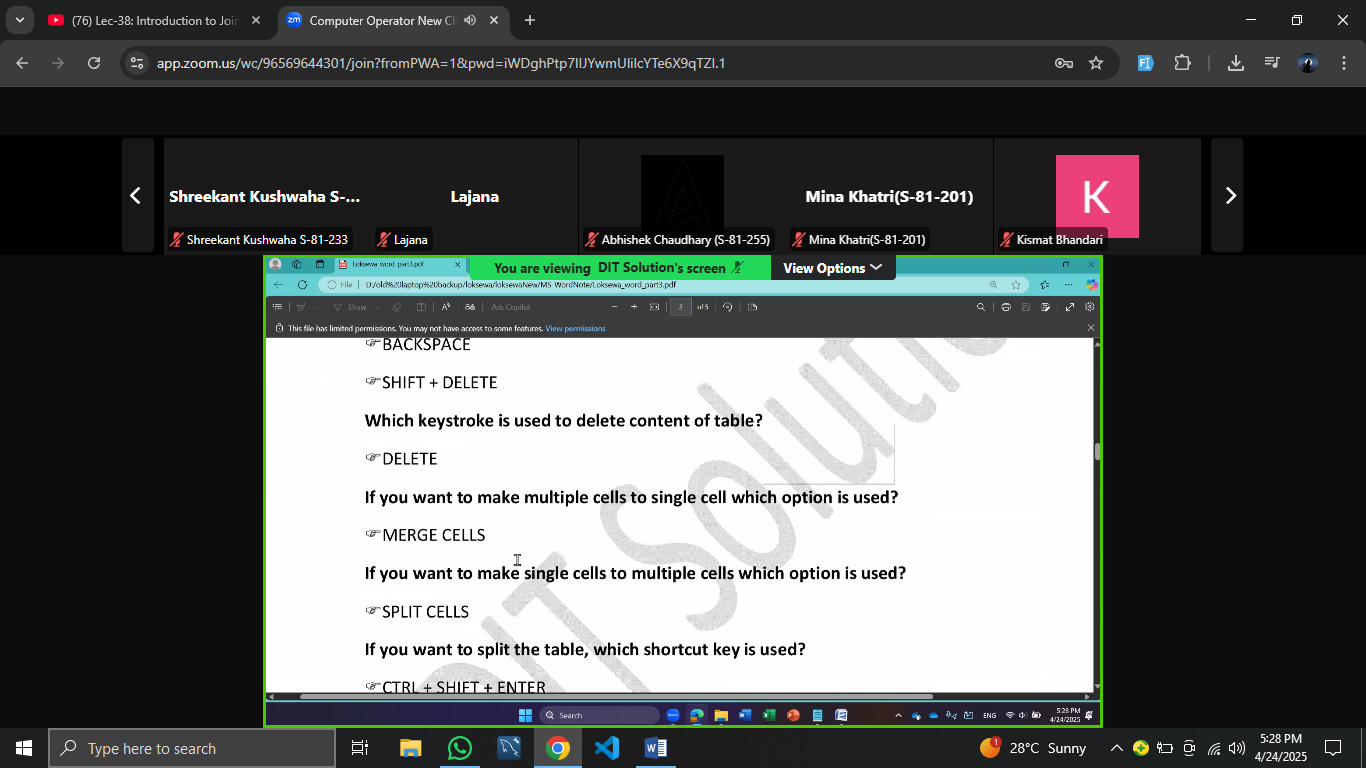 (76) Lec-38: Introduction to Join
Computer Operator New Cl
app.zoom.us/wc/96569644301/join?fromPWA=1&pwd=iWDghPtp7IIJYwmUIiIcYTe6X9qTZI.1
Shreekant Kushwaha S-...
Lajana
Mina Khatri(S-81-201)
K
Shreekant Kushwaha S-81-233
Lajana
Abhishek Chaudhary (S-81-255)
Mina Khatri(S-81-201)
Kismat Bhandari
Loksewa word part3.pdf
You are viewing DIT Solution's screen
View Options
File
D:/old%20laptop%20backup/loksewa/loksewaNew/MS WordNote/Loksewa_word_part3.pdf
Draw
Ask Copilot
2 of 5
This file has limited permissions. You may not have access to some features. View permissions
BACKSPACE
SHIFT + DELETE
Which keystroke is used to delete content of table?
DELETE
If you want to make multiple cells to single cell which option is used?
MERGE CELLS
If you want to make single cells to multiple cells which option is used?
SPLIT CELLS
If you want to split the table, which shortcut key is used?
CTRL + SHIFT + ENTER
DIT Solution
Search
ENG
5:28 PM
4/24/2025
Type here to search
28°C Sunny
5:28 PM
4/24/2025